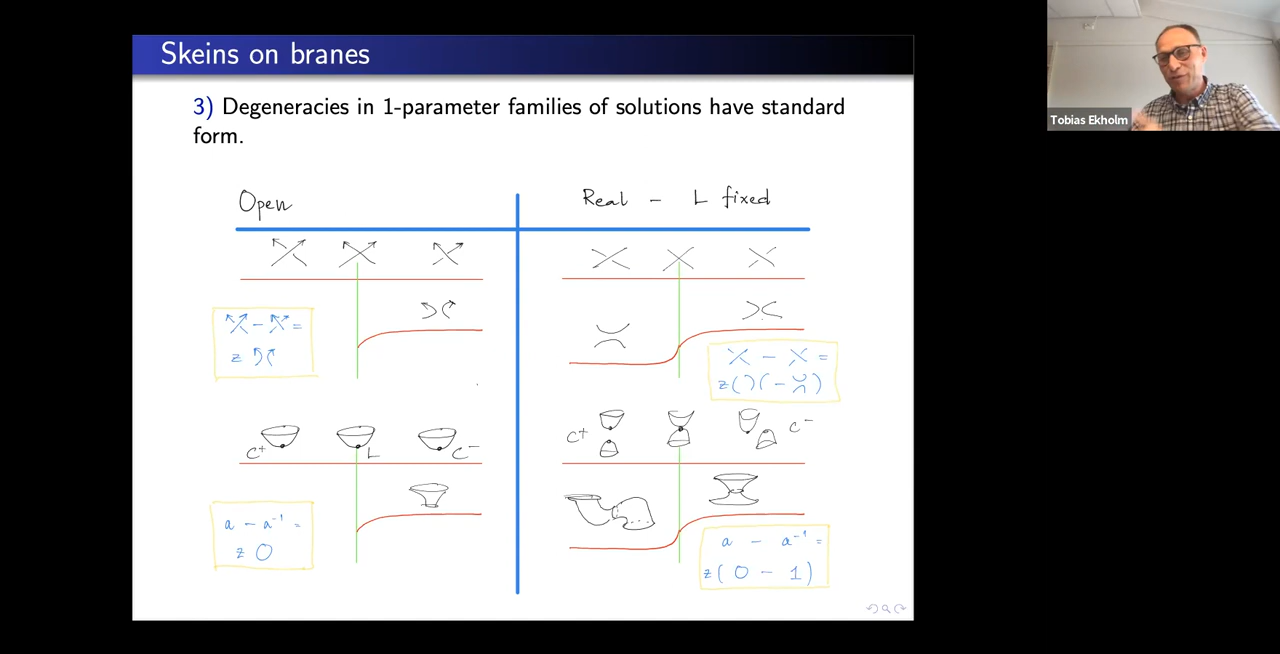 Skeins on branes
Tobias Ekholm
3) Degeneracies in 1-parameter families of solutions have standard
form.
Open
Real - L fixed
z
z( )( - )
C+
L
C-
C+
C-
a - a⁻¹ =
z O
a - a⁻¹ =
z( O - 1 )